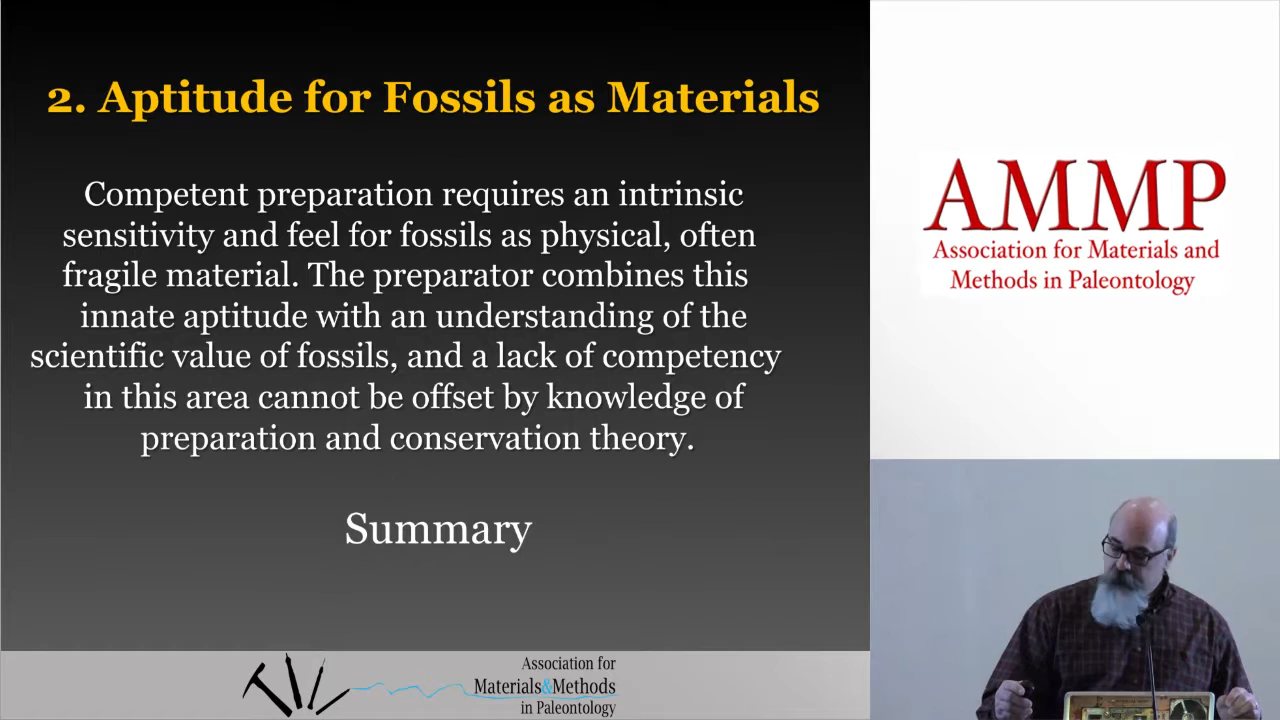 2. Aptitude for Fossils as Materials
Competent preparation requires an intrinsic
sensitivity and feel for fossils as physical, often
fragile material. The preparator combines this
innate aptitude with an understanding of the
scientific value of fossils, and a lack of competency
in this area cannot be offset by knowledge of
preparation and conservation theory.
Summary
Association for
Materials&Methods
in Paleontology
AMMP
Association for Materials and
Methods in Paleontology